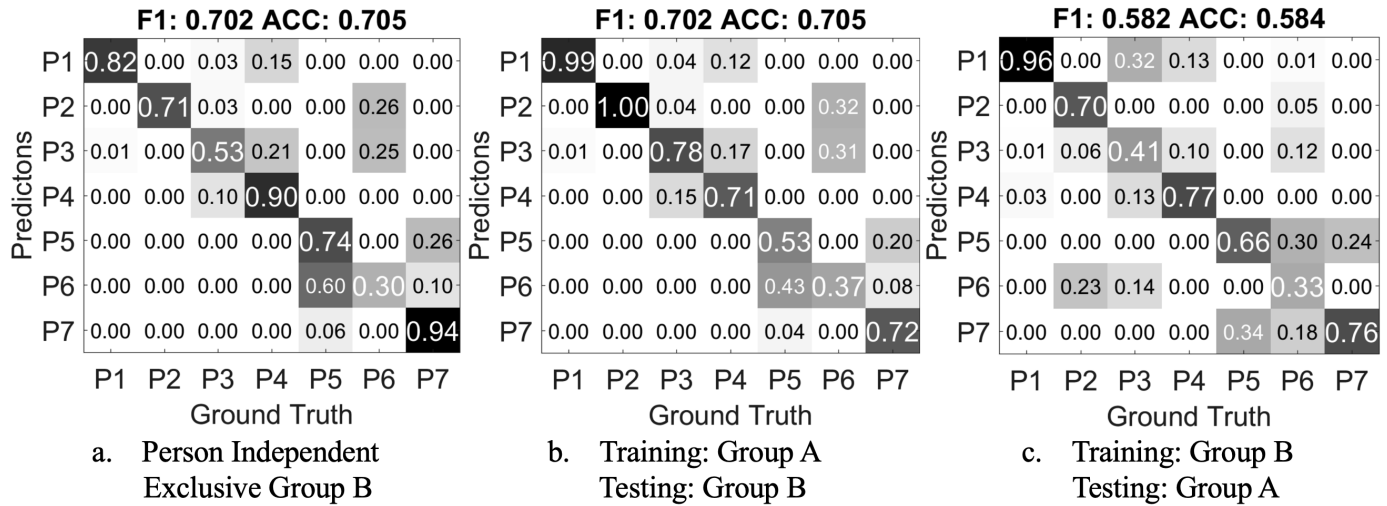 F1: 0.702 ACC: 0.705
P1 0.82 0.00 0.03 0.15 0.00 0.00 0.00
P2 0.00 0.71 0.03 0.00 0.00 0.26 0.00
P3 0.01 0.00 0.53 0.21 0.00 0.25 0.00
P4 0.00 0.00 0.10 0.90 0.00 0.00 0.00
P5 0.00 0.00 0.00 0.00 0.74 0.00 0.26
P6 0.00 0.00 0.00 0.00 0.60 0.30 0.10
P7 0.00 0.00 0.00 0.00 0.06 0.00 0.94
P1 P2 P3 P4 P5 P6 P7
Predictons
Ground Truth
a. Person Independent
Exclusive Group B
F1: 0.702 ACC: 0.705
P1 0.99 0.00 0.04 0.12 0.00 0.00 0.00
P2 0.00 1.00 0.04 0.00 0.00 0.32 0.00
P3 0.01 0.00 0.78 0.17 0.00 0.31 0.00
P4 0.00 0.00 0.15 0.71 0.00 0.00 0.00
P5 0.00 0.00 0.00 0.00 0.53 0.00 0.20
P6 0.00 0.00 0.00 0.00 0.43 0.37 0.08
P7 0.00 0.00 0.00 0.00 0.04 0.00 0.72
P1 P2 P3 P4 P5 P6 P7
Predictons
Ground Truth
b. Training: Group A
Testing: Group B
F1: 0.582 ACC: 0.584
P1 0.96 0.00 0.32 0.13 0.00 0.01 0.00
P2 0.00 0.70 0.00 0.00 0.00 0.05 0.00
P3 0.01 0.06 0.41 0.10 0.00 0.12 0.00
P4 0.03 0.00 0.13 0.77 0.00 0.00 0.00
P5 0.00 0.00 0.00 0.00 0.66 0.30 0.24
P6 0.00 0.23 0.14 0.00 0.00 0.33 0.00
P7 0.00 0.00 0.00 0.00 0.34 0.18 0.76
P1 P2 P3 P4 P5 P6 P7
Predictons
Ground Truth
c. Training: Group B
Testing: Group A